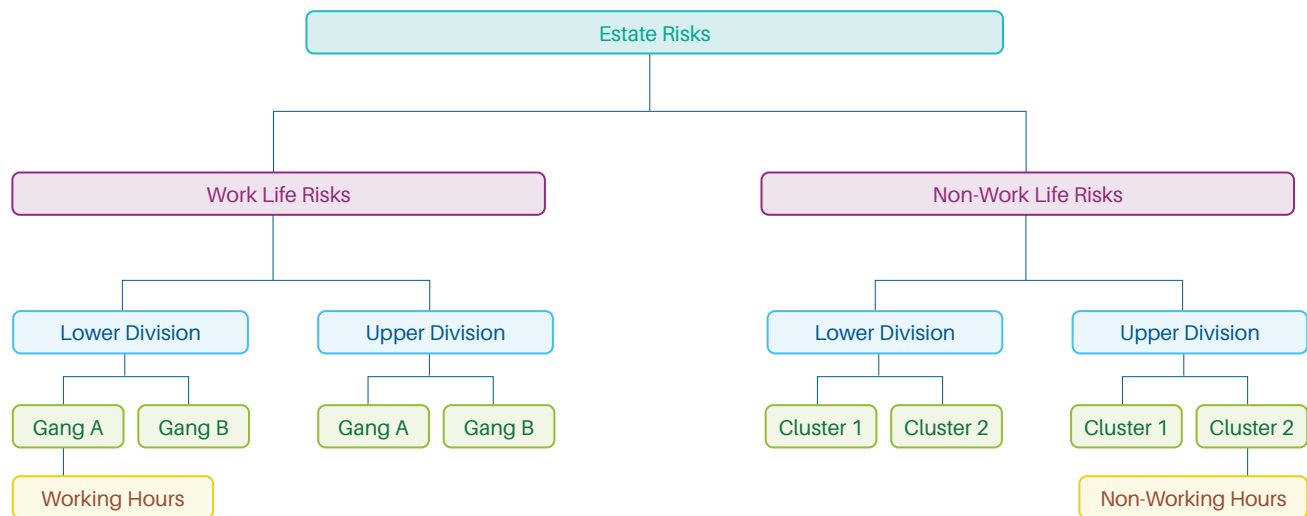 Estate Risks
Work Life Risks
Non-Work Life Risks
Lower Division
Upper Division
Lower Division
Upper Division
Gang A
Gang B
Gang A
Gang B
Cluster 1
Cluster 2
Cluster 1
Cluster 2
Working Hours
Non-Working Hours